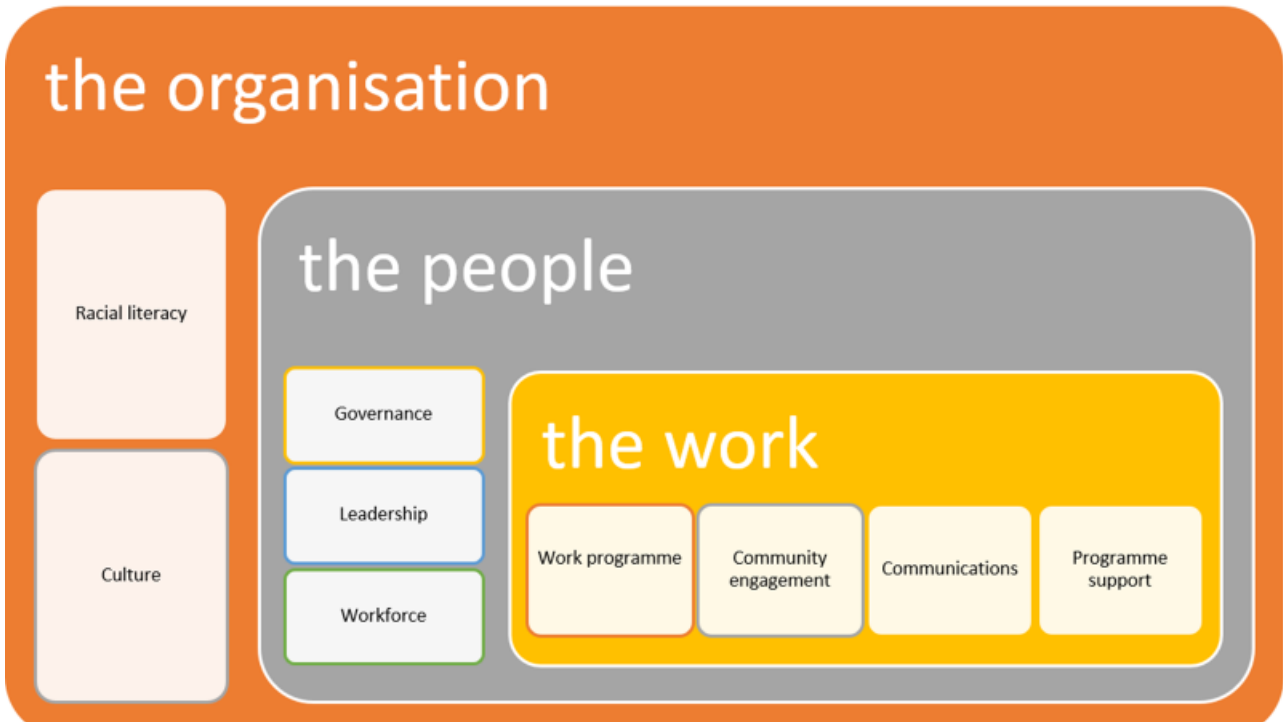 the organisation
Racial literacy
Culture
the people
Governance
Leadership
Workforce
the work
Work programme
Community
engagement
Communications
Programme
support